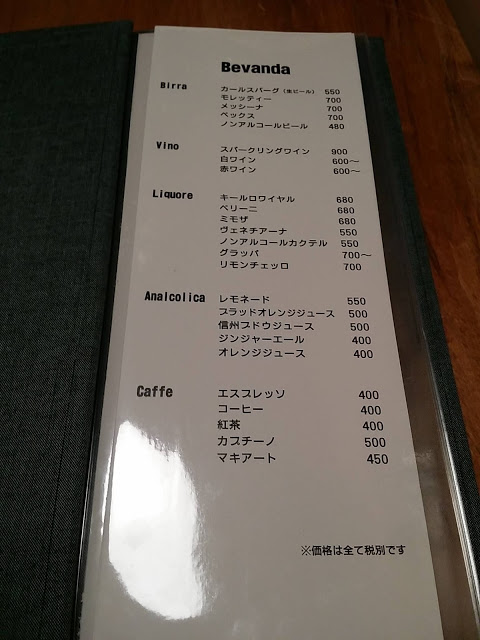 Bevanda
Birra カールスバーグ（生ビール） 550
モレッティー 700
メッシーナ 700
ベックス 700
ノンアルコールビール 480
Vino スパークリングワイン 900
白ワイン 600～
赤ワイン 600～
Liquore キールロワイヤル 680
ベリーニ 680
ミモザ 680
ヴェネチアーナ 550
ノンアルコールカクテル 550
グラッパ 700～
リモンチェッロ 700
Analcolica レモネード 550
ブラッドオレンジジュース 500
信州ブドウジュース 500
ジンジャーエール 400
オレンジジュース 400
Caffe エスプレッソ 400
コーヒー 400
紅茶 400
カプチーノ 500
マキアート 450
※価格は全て税別です